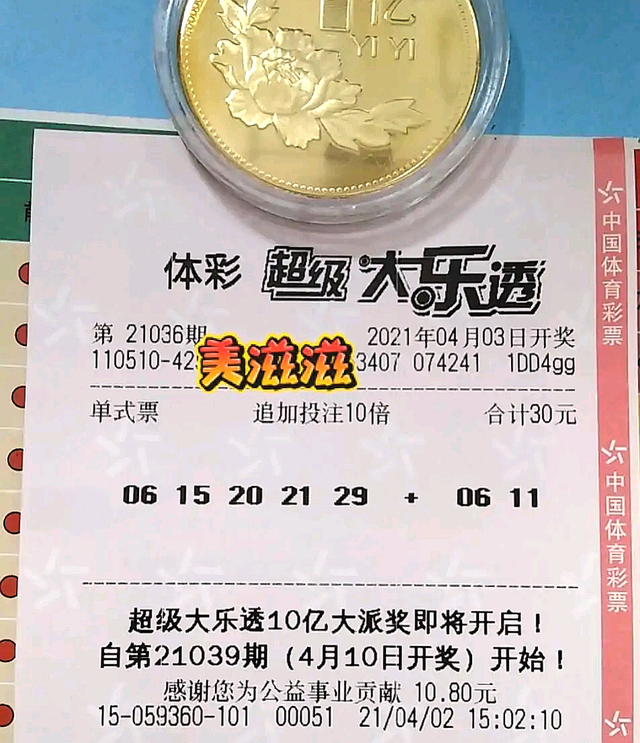 亿
YI YI
体彩 超级大乐透
第 21036期 2021年04月03日开奖
110510-42 美滋滋 3407 074241 1DD4gg
单式票 追加投注10倍 合计30元
06 15 20 21 29 + 06 11
超级大乐透10亿大派奖即将开启！
自第21039期（4月10日开奖）开始！
感谢您为公益事业贡献 10.80元
15-059360-101 00051 21/04/02 15:02:10
中国体育彩票
中国体育彩票